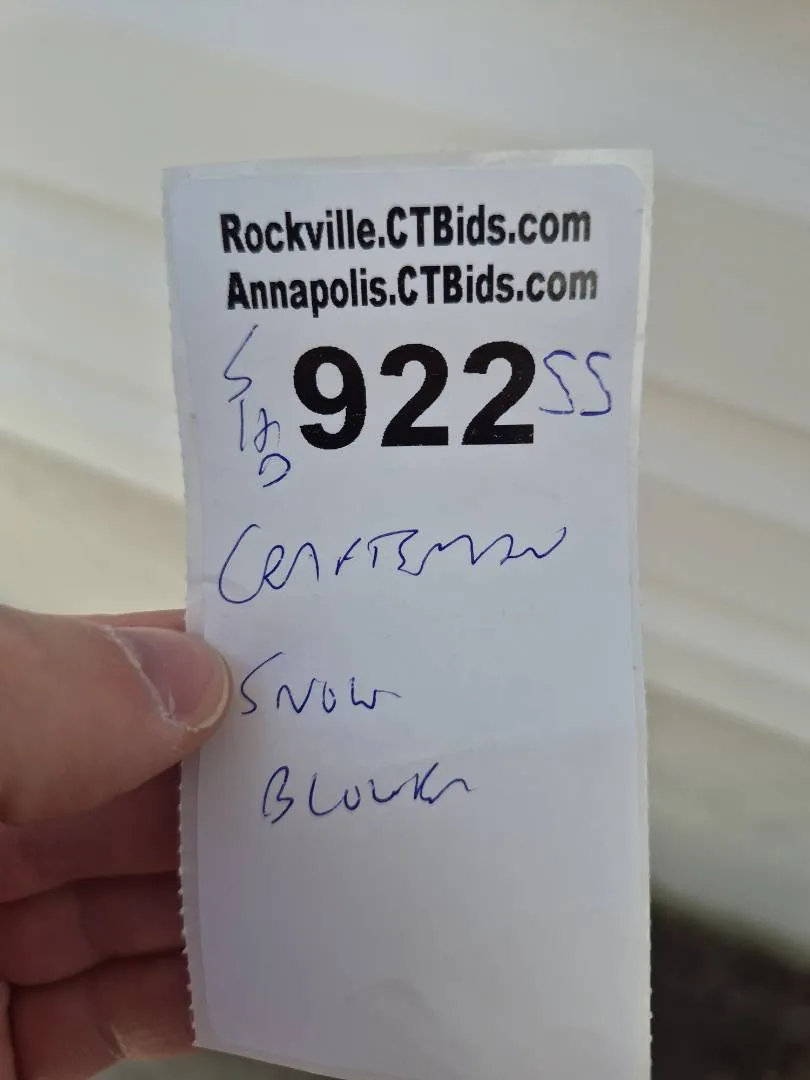 Rockville.CTBids.com
Annapolis.CTBids.com
922 SS
CRAFTSMAN
SNOW
BLOWER